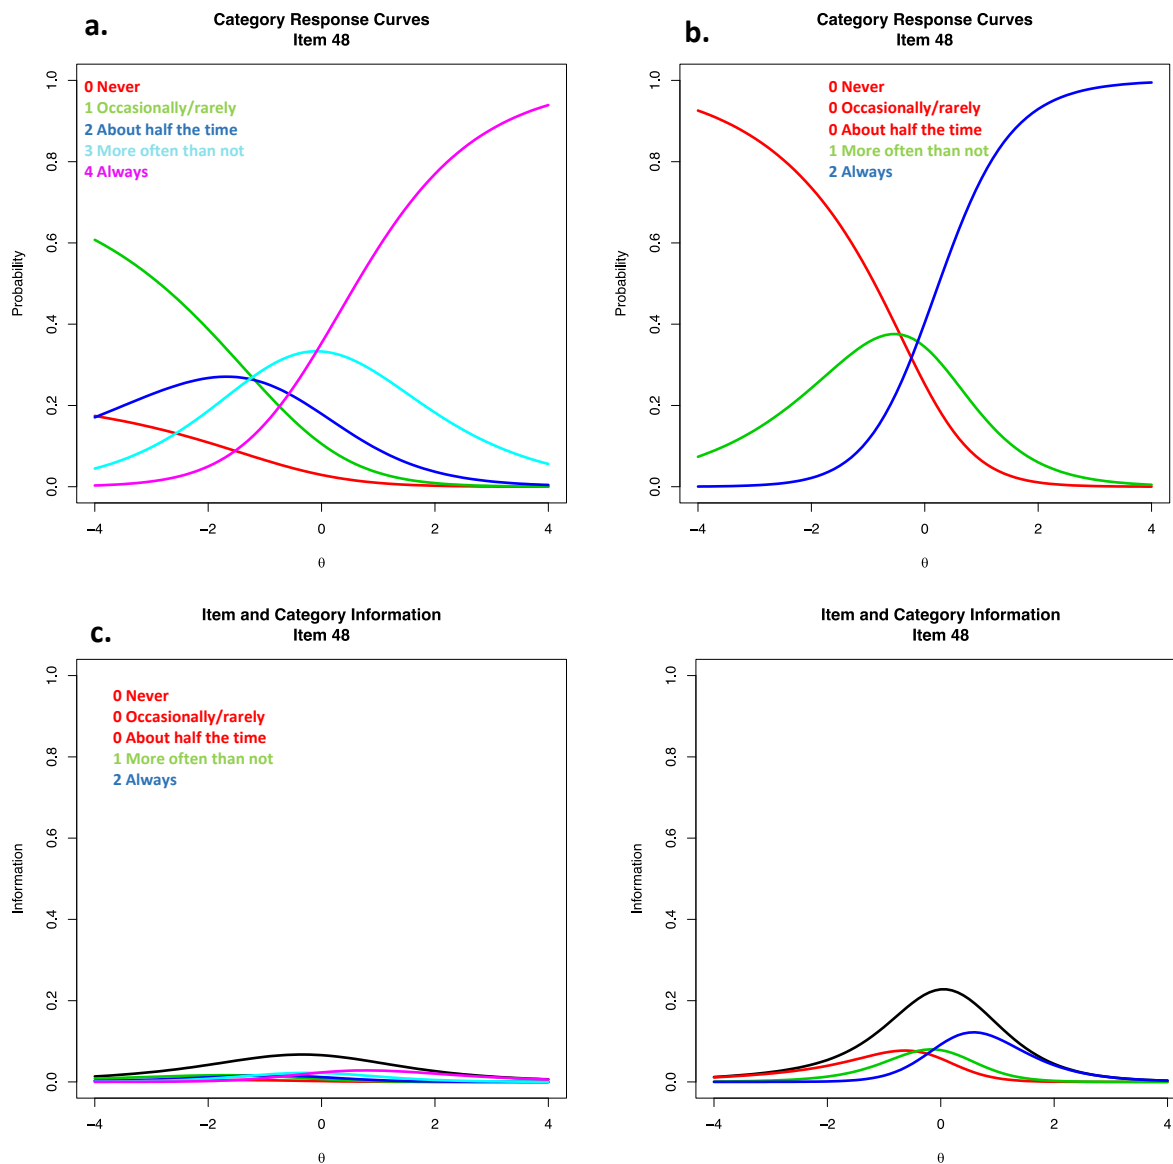 a.
Category Response Curves
Item 48
0 Never
1 Occasionally/rarely
2 About half the time
3 More often than not
4 Always
Probability
0.0
0.2
0.4
0.6
0.8
1.0
−4
−2
0
2
4
θ
b.
Category Response Curves
Item 48
0 Never
0 Occasionally/rarely
0 About half the time
1 More often than not
2 Always
Probability
0.0
0.2
0.4
0.6
0.8
1.0
−4
−2
0
2
4
θ
c.
Item and Category Information
Item 48
0 Never
0 Occasionally/rarely
0 About half the time
1 More often than not
2 Always
Information
0.0
0.2
0.4
0.6
0.8
1.0
−4
−2
0
2
4
θ
Item and Category Information
Item 48
Information
0.0
0.2
0.4
0.6
0.8
1.0
−4
−2
0
2
4
θ